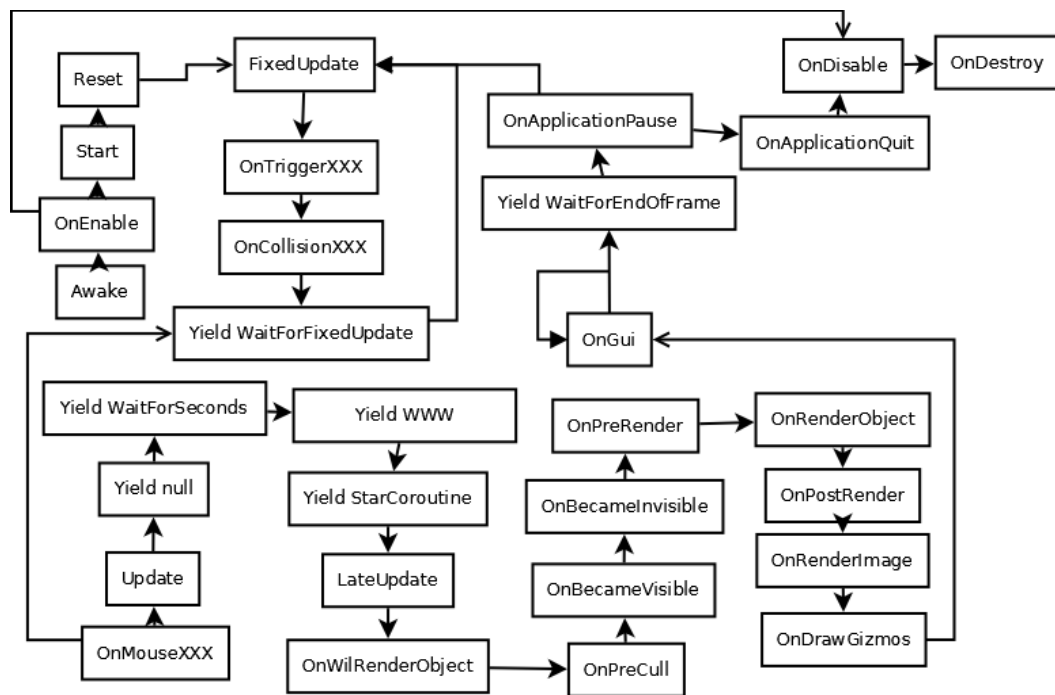 Reset
FixedUpdate
OnDisable
OnDestroy
Start
OnTriggerXXX
OnApplicationPause
OnApplicationQuit
OnEnable
OnCollisionXXX
Yield WaitForEndOfFrame
Awake
Yield WaitForFixedUpdate
OnGui
Yield WaitForSeconds
Yield WWW
OnPreRender
OnRenderObject
Yield null
Yield StarCoroutine
OnBecameInvisible
OnPostRender
Update
LateUpdate
OnBecameVisible
OnRenderImage
OnMouseXXX
OnWilRenderObject
OnPreCull
OnDrawGizmos